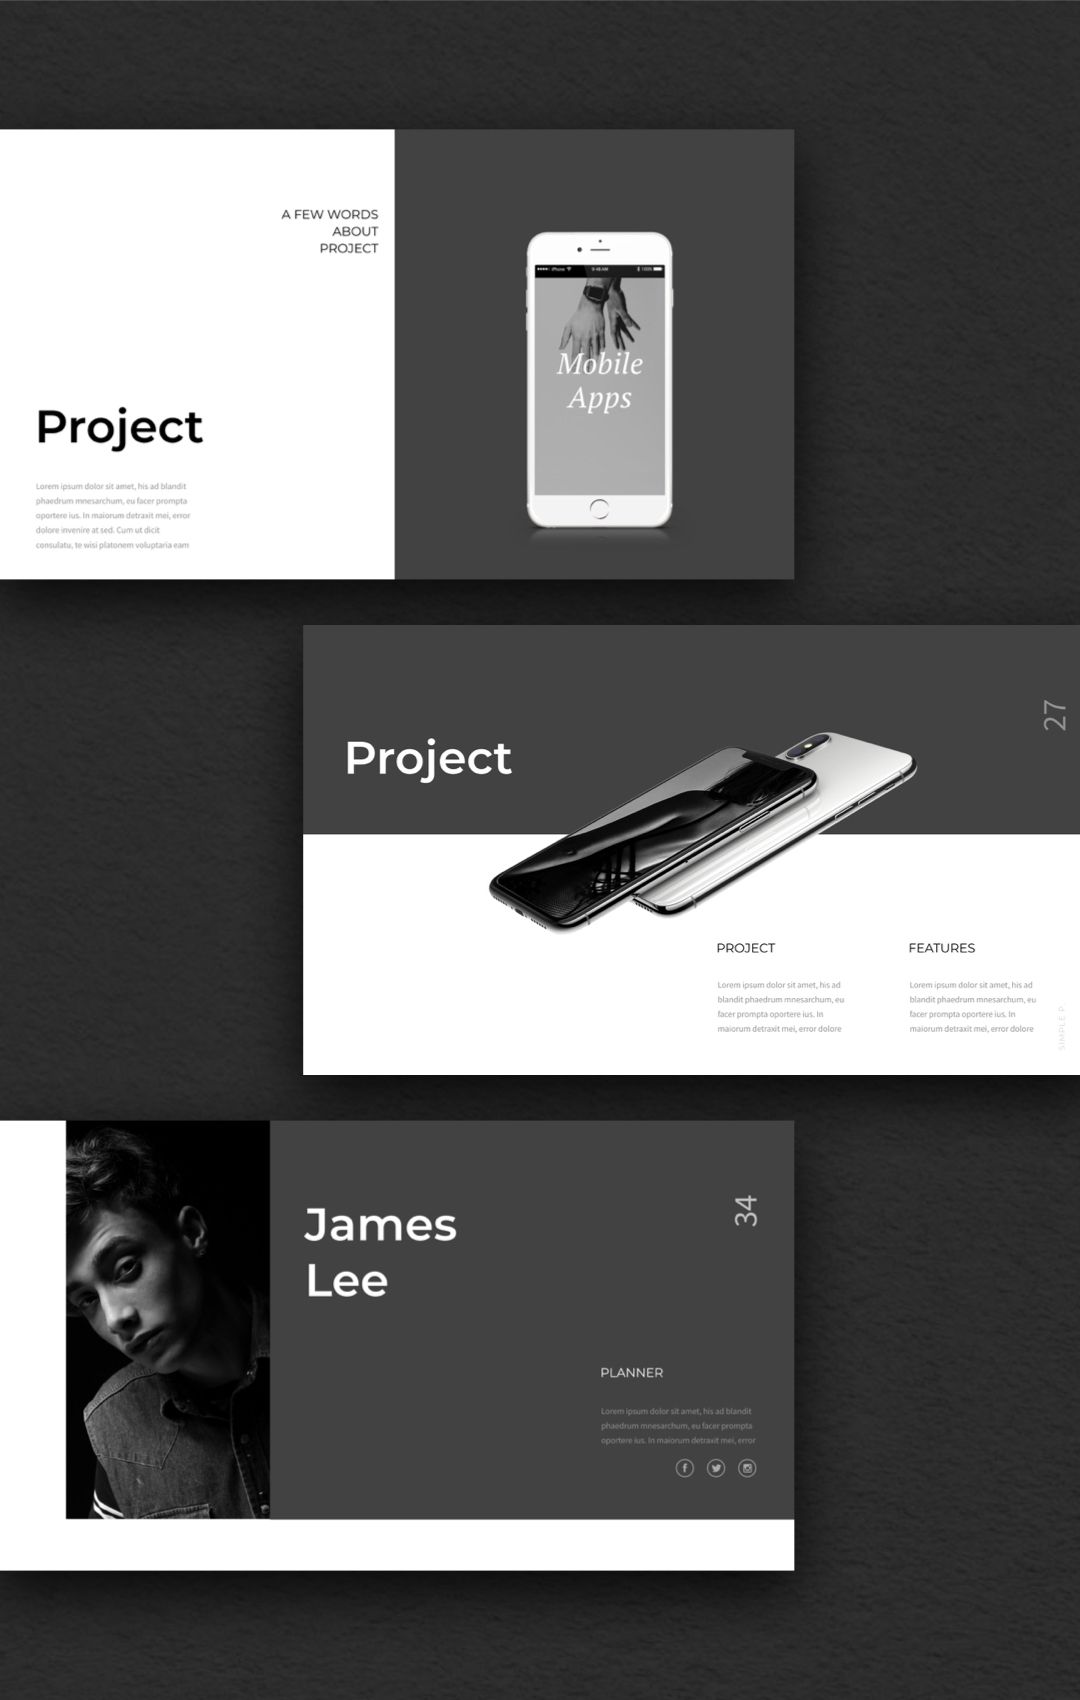 A FEW WORDS
ABOUT
PROJECT
iPhone
9:48 AM
100%
Mobile
Apps
Project
Lorem ipsum dolor sit amet, his ad blandit
phaedrum mnesarchum, eu facer prompta
oportere ius. In maiorum detraxit mei, error
dolore invenire at sed. Cum ut dicit
consulatu, te wisi platonem voluptaria eam
27
Project
PROJECT
Lorem ipsum dolor sit amet, his ad
blandit phaedrum mnesarchum, eu
facer prompta oportere ius. In
maiorum detraxit mei, error dolore
FEATURES
Lorem ipsum dolor sit amet, his ad
blandit phaedrum mnesarchum, eu
facer prompta oportere ius. In
maiorum detraxit mei, error dolore
SIMPLE P.
James
Lee
34
PLANNER
Lorem ipsum dolor sit amet, his ad blandit
phaedrum mnesarchum, eu facer prompta
oportere ius. In maiorum detraxit mei, error